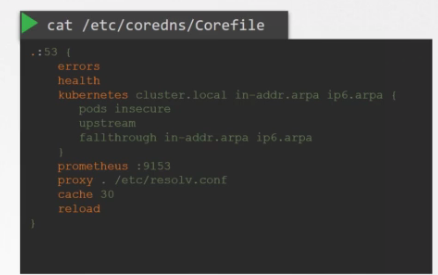 cat /etc/coredns/Corefile
.:53 {
    errors
    health
    kubernetes cluster.local in-addr.arpa ip6.arpa {
       pods insecure
       upstream
       fallthrough in-addr.arpa ip6.arpa
    }
    prometheus :9153
    proxy . /etc/resolv.conf
    cache 30
    reload
}